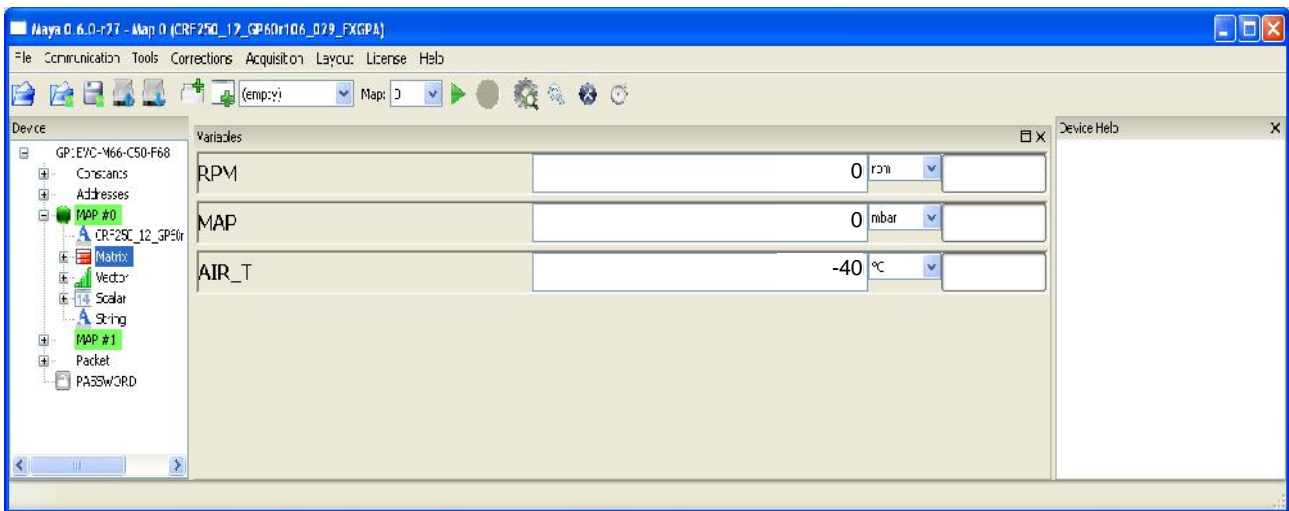 Maya 0.6.0-r27 - Map 0 (CRF250_12_GP60r106_029_FXGPA)
File Communication Tools Corrections Acquisition Layout License Help
(empty) Map: 0
Device
GP1EVO-M66-C50-F68
Constants
Addresses
MAP #0
CRF250_12_GP60r
Matrix
Vector
Scalar
String
MAP #1
Packet
PASSWORD
Variables
RPM 0 rpm
MAP 0 mbar
AIR_T -40 °C
Device Help